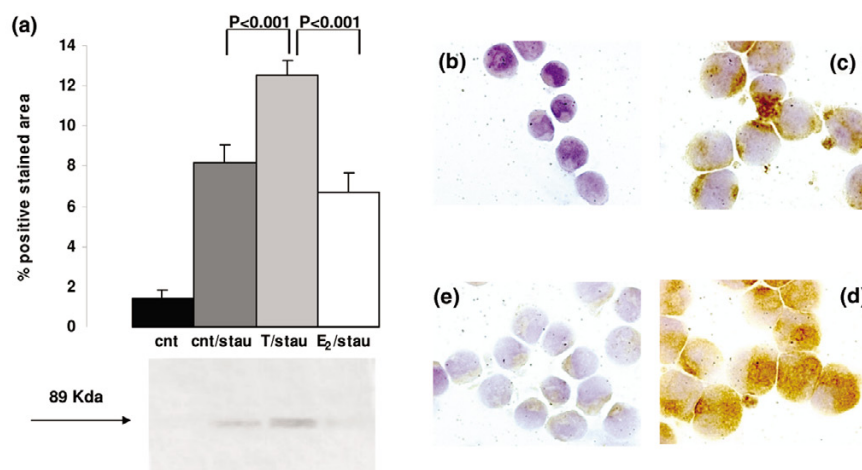 (a)
P<0.001 P<0.001
14
12
10
8
6
4
2
0
% positive stained area
cnt cnt/stau T/stau E₂/stau
89 Kda
(b)
(c)
(e)
(d)